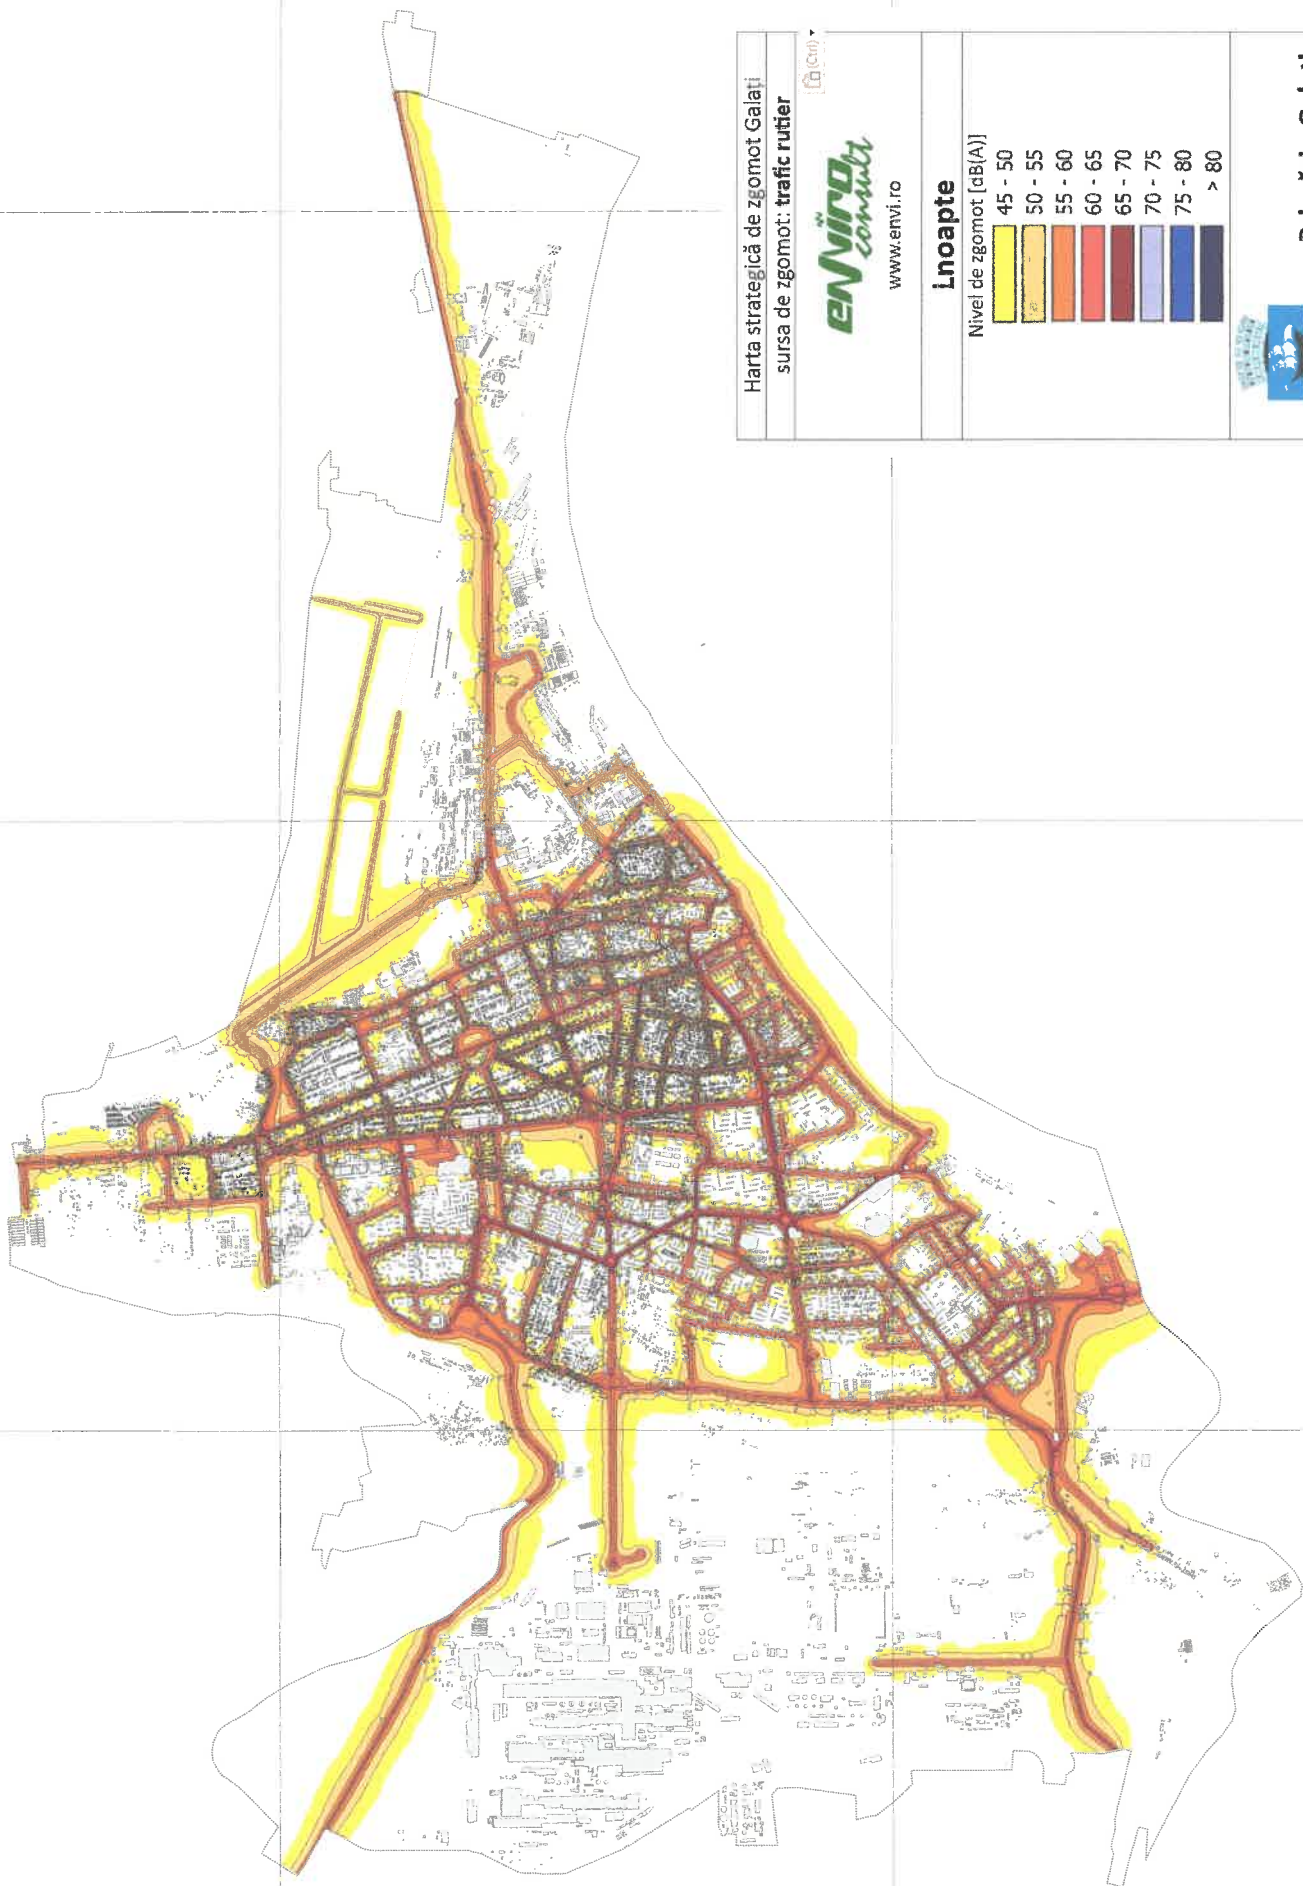 Harta strategică de zgomot Galați
sursa de zgomot: trafic rutier
(Ctrl)
enviro
consult
www.envi.ro
Lnoapte
Nivel de zgomot [dB(A)]
45 - 50
50 - 55
55 - 60
60 - 65
65 - 70
70 - 75
75 - 80
> 80